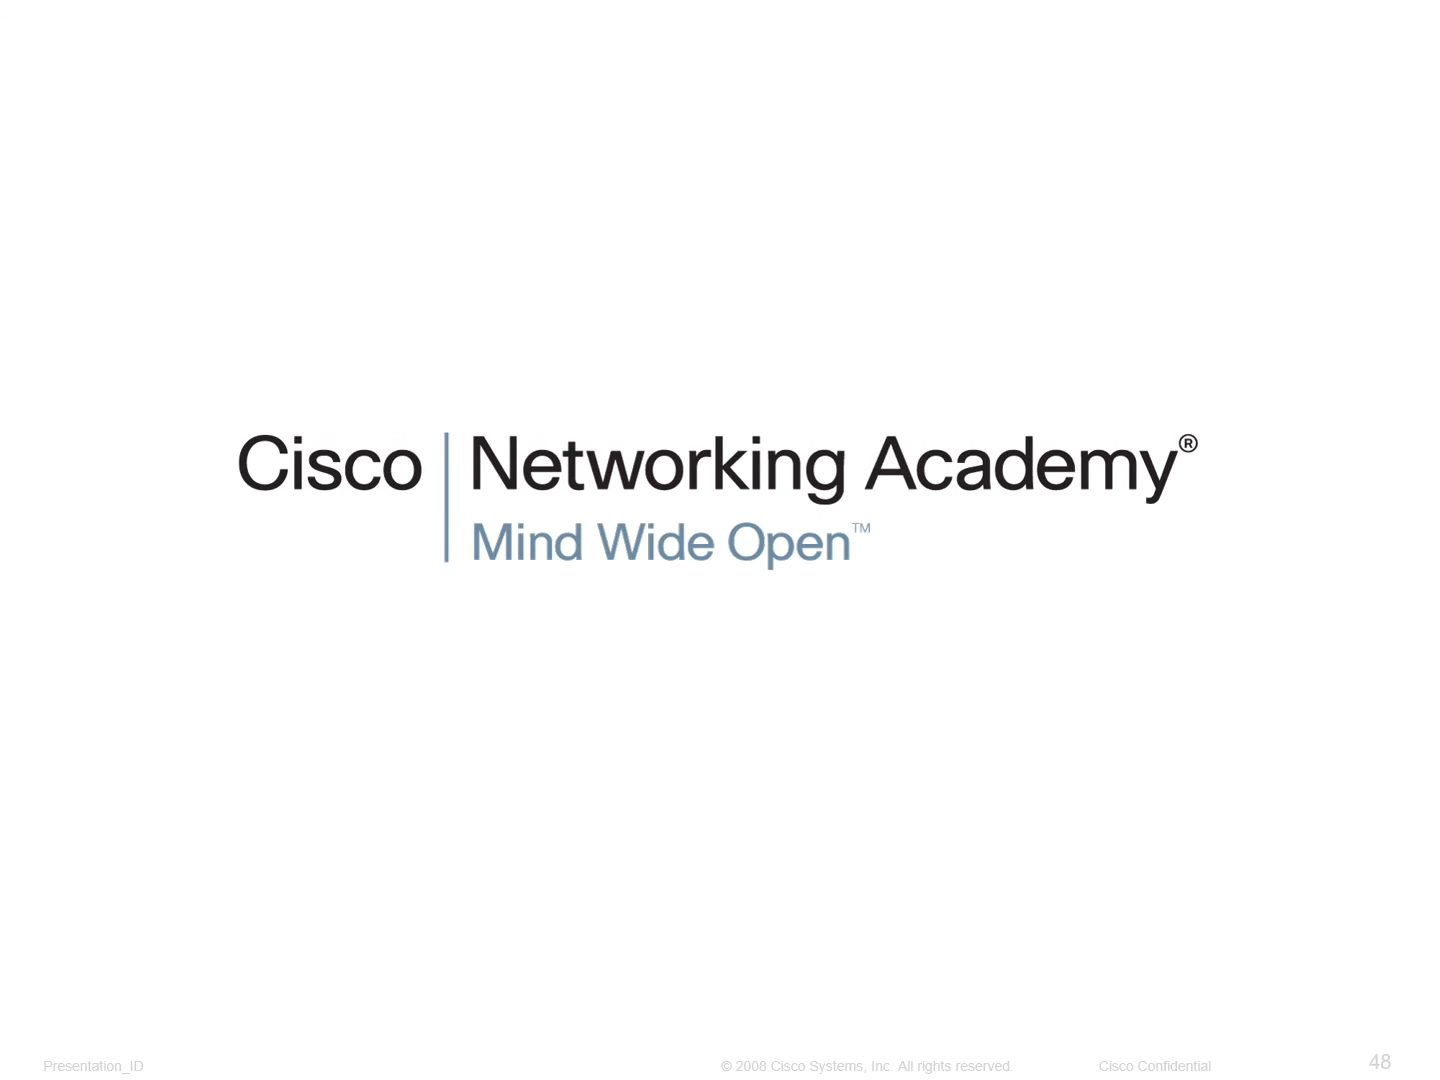 Cisco | Networking Academy®
Mind Wide Open™
Presentation_ID © 2008 Cisco Systems, Inc. All rights reserved. Cisco Confidential 48